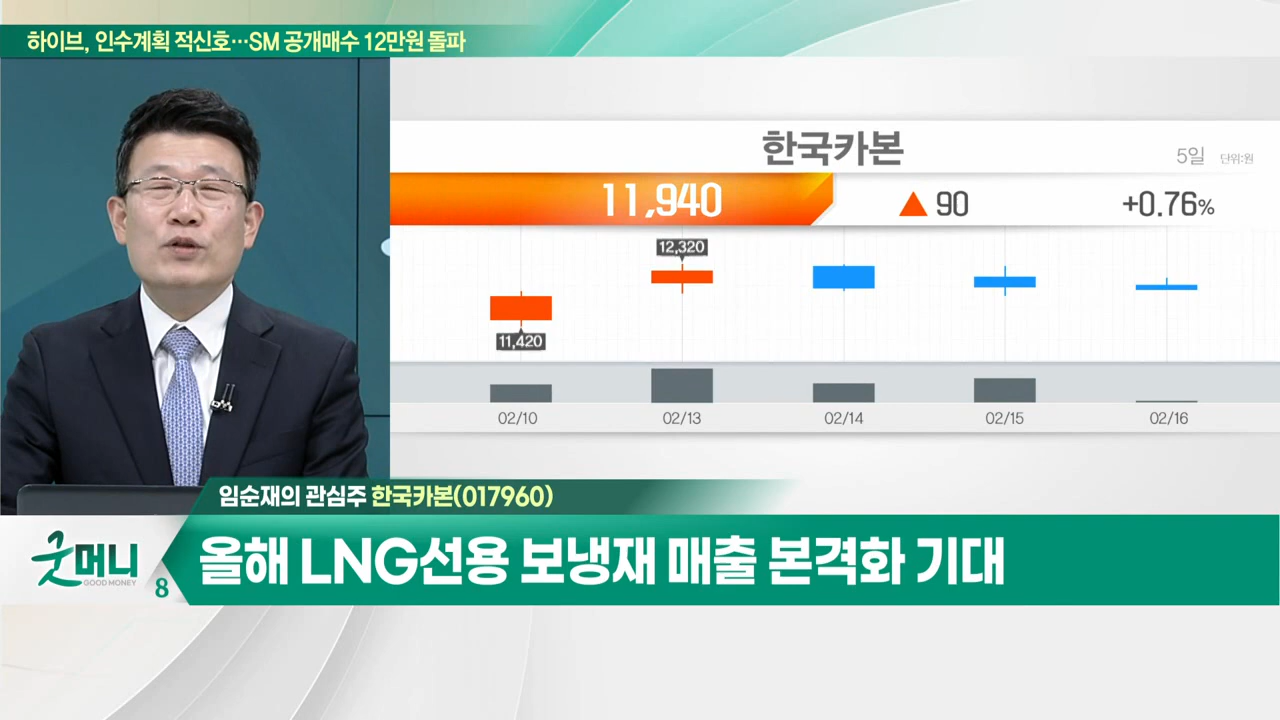 하이브, 인수계획 적신호…SM 공개매수 12만원 돌파
한국카본
5일 단위:원
11,940 ▲ 90 +0.76%
12,320
11,420
02/10 02/13 02/14 02/15 02/16
임순재의 관심주 한국카본(017960)
굿머니
GOOD MONEY
8
올해 LNG선용 보냉재 매출 본격화 기대